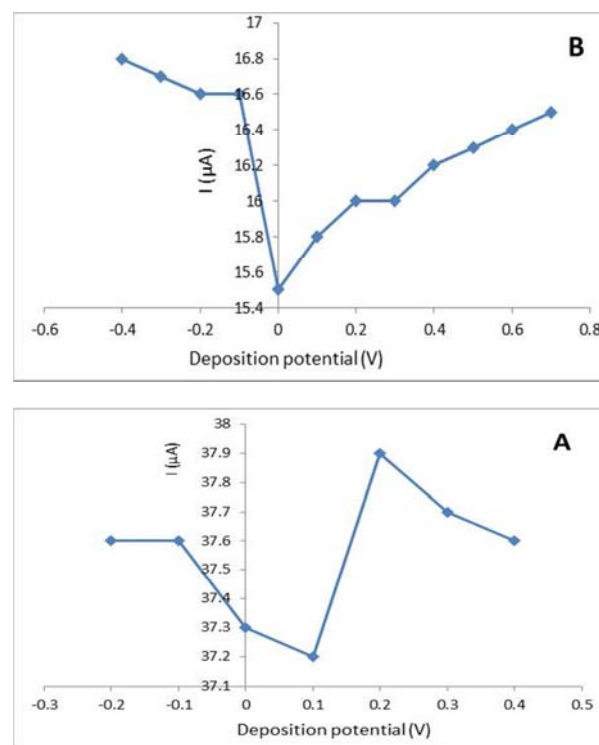 17
B
16.8
16.6
16.4
I (µA)
16.2
16
15.8
15.6
15.4
-0.6 -0.4 -0.2 0 0.2 0.4 0.6 0.8
Deposition potential (V)
38
A
I (µA)
37.9
37.8
37.7
37.6
37.5
37.4
37.3
37.2
37.1
-0.3 -0.2 -0.1 0 0.1 0.2 0.3 0.4 0.5
Deposition potential (V)